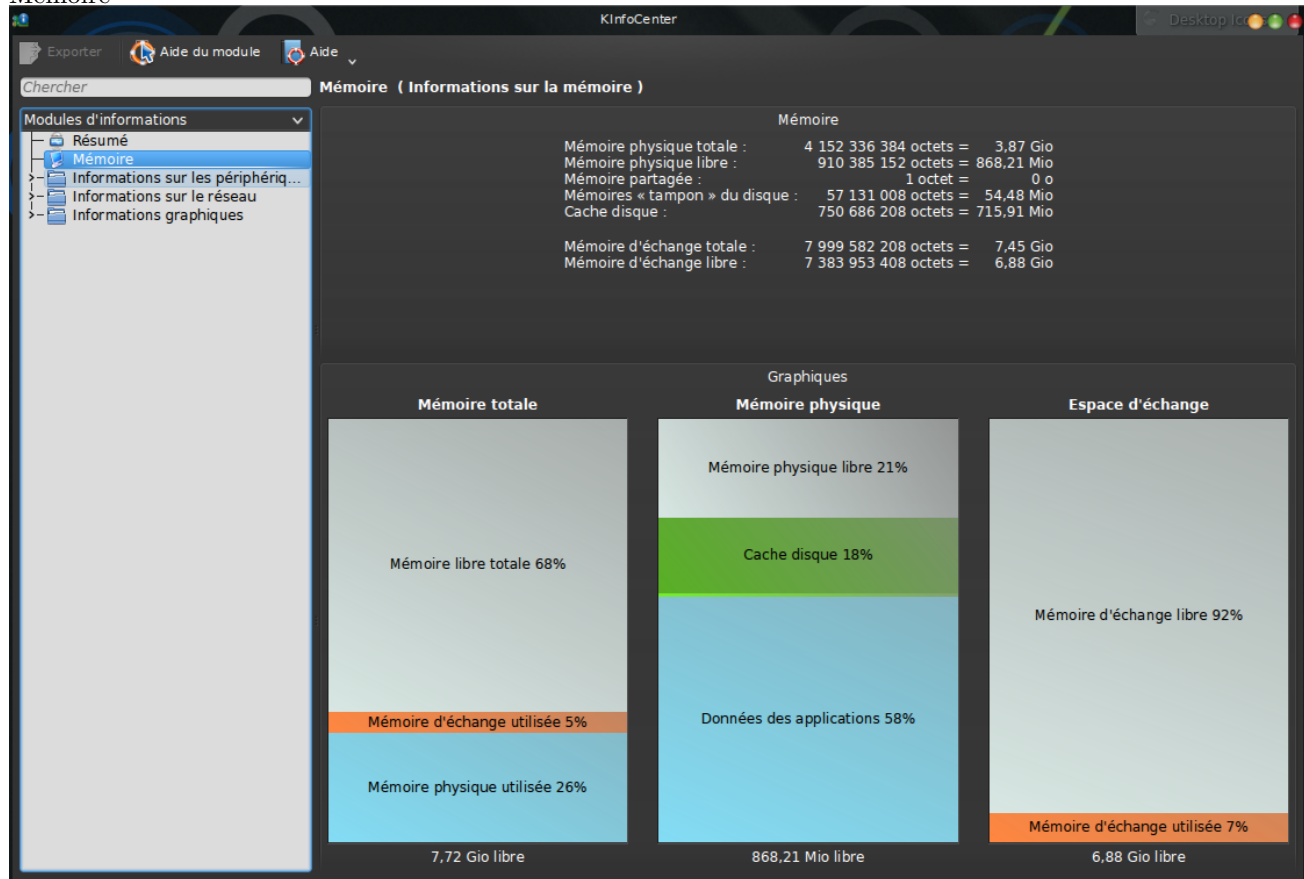 Mémoire
KInfoCenter
Desktop Ico
Exporter Aide du module Aide
Chercher
Mémoire ( Informations sur la mémoire )
Modules d'informations
Résumé
Mémoire
Informations sur les périphériq...
Informations sur le réseau
Informations graphiques
Mémoire
Mémoire physique totale : 4 152 336 384 octets = 3,87 Gio
Mémoire physique libre : 910 385 152 octets = 868,21 Mio
Mémoire partagée : 1 octet = 0 o
Mémoires « tampon » du disque : 57 131 008 octets = 54,48 Mio
Cache disque : 750 686 208 octets = 715,91 Mio
Mémoire d'échange totale : 7 999 582 208 octets = 7,45 Gio
Mémoire d'échange libre : 7 383 953 408 octets = 6,88 Gio
Graphiques
Mémoire totale
Mémoire libre totale 68%
Mémoire d'échange utilisée 5%
Mémoire physique utilisée 26%
7,72 Gio libre
Mémoire physique
Mémoire physique libre 21%
Cache disque 18%
Données des applications 58%
868,21 Mio libre
Espace d'échange
Mémoire d'échange libre 92%
Mémoire d'échange utilisée 7%
6,88 Gio libre